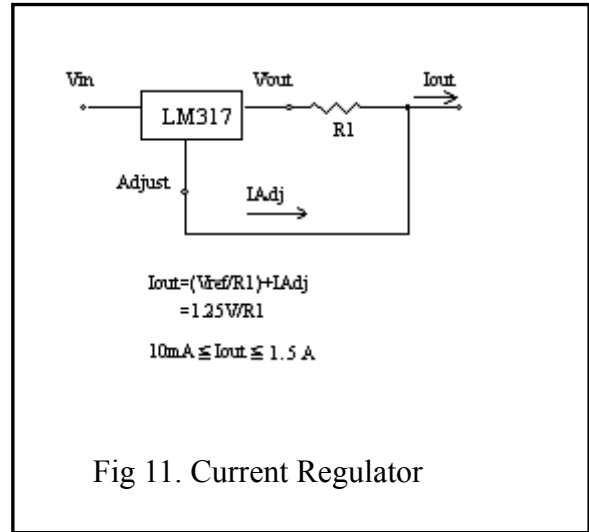 Vin
Vout
Iout
LM317
R1
Adjust
IAdj
Iout=(Vref/R1)+IAdj
=1.25V/R1
10mA ≦ Iout ≦ 1.5 A
Fig 11. Current Regulator